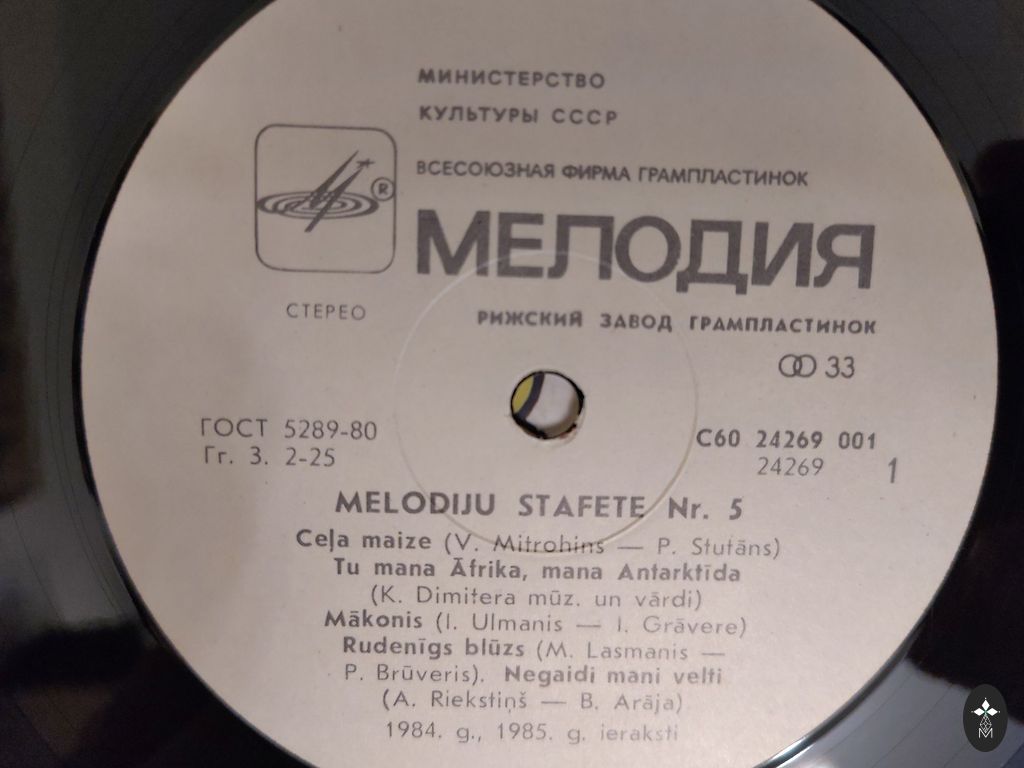 МИНИСТЕРСТВО
КУЛЬТУРЫ СССР
ВСЕСОЮЗНАЯ ФИРМА ГРАМПЛАСТИНОК
®
МЕЛОДИЯ
СТЕРЕО
РИЖСКИЙ ЗАВОД ГРАМПЛАСТИНОК
33
ГОСТ 5289-80
Гг. 3. 2-25
С60 24269 001
24269
1
MELODIJU STAFETE Nr. 5
Ceļa maize (V. Mitrohins — P. Stutāns)
Tu mana Āfrika, mana Antarktīda
(K. Dimitera mūz. un vārdi)
Mākonis (I. Ulmanis — I. Grāvere)
Rudenīgs blūzs (M. Lasmanis —
P. Brūveris). Negaidi mani velti
(A. Riekstiņš — B. Arāja)
1984. g., 1985. g. ieraksti
M